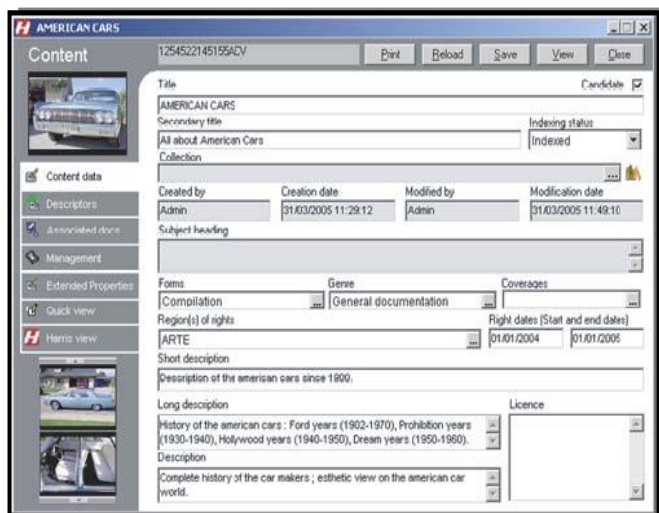 H AMERICAN CARS
Content
1254522145155ADV
Print Reload Save View Close
Title
Candidate
AMERICAN CARS
Secondary title
Indexing status
All about American Cars
Indexed
Collection
...
Content data
Descriptors
Associated docs
Management
Extended Properties
Quick view
H Harris view
Created by Creation date Modified by Modification date
Admin 31/03/2005 11:29:12 Admin 31/03/2005 11:49:10
Subject heading
Forms Genre Coverages
Compilation ... General documentation ... ...
Region(s) of rights Right dates (Start and end dates)
ARTE ... 01/01/2004 01/01/2005
Short description
Description of the american cars since 1900.
Long description Licence
History of the american cars : Ford years (1902-1970), Prohibition years
(1930-1940), Holywood years (1940-1950), Dream years (1950-1960).
Description
Complete history of the car makers ; esthetic view on the american car
world.